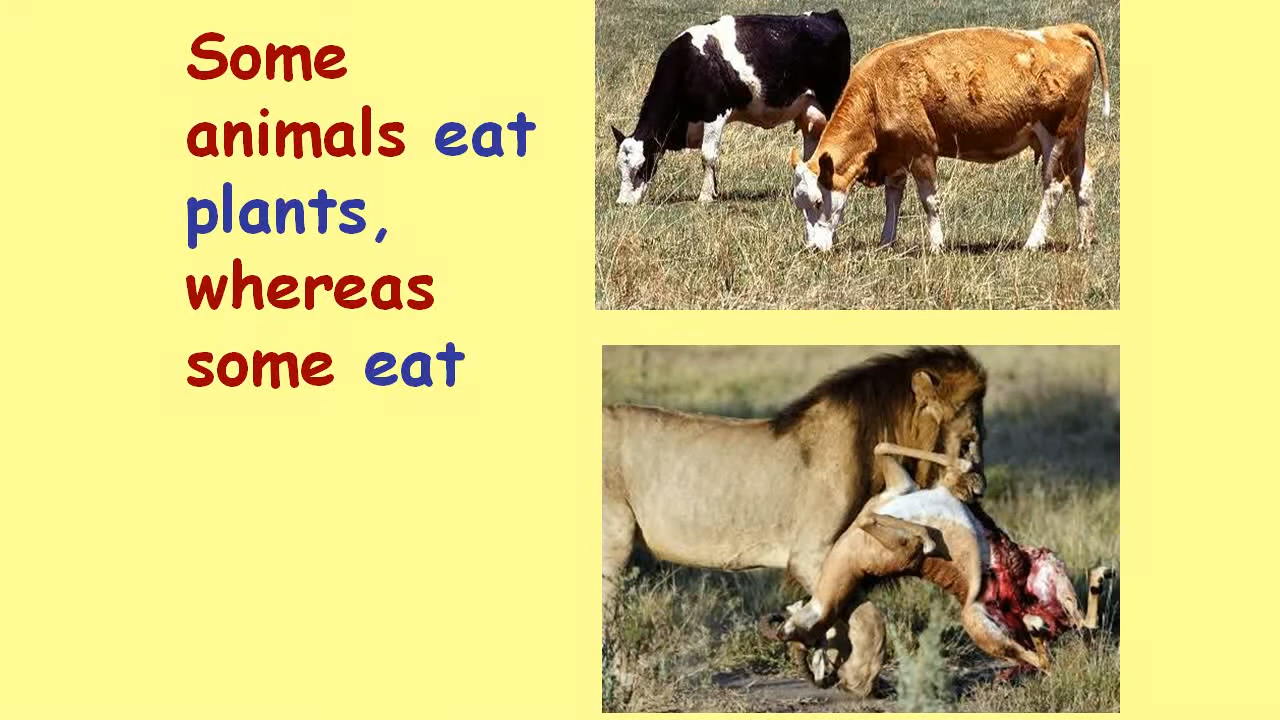 Some
animals eat
plants,
whereas
some eat